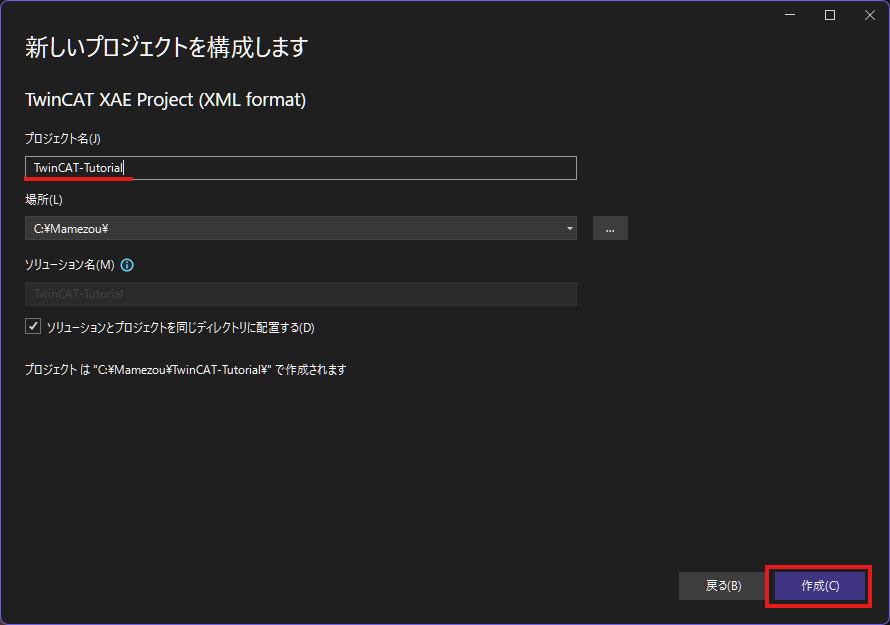 新しいプロジェクトを構成します
TwinCAT XAE Project (XML format)
プロジェクト名(J)
TwinCAT-Tutorial
場所(L)
C:¥Mamezou¥
...
ソリューション名(M)
TwinCAT-Tutorial
ソリューションとプロジェクトを同じディレクトリに配置する(D)
プロジェクト は "C:¥Mamezou¥TwinCAT-Tutorial¥" で作成されます
戻る(B)
作成(C)